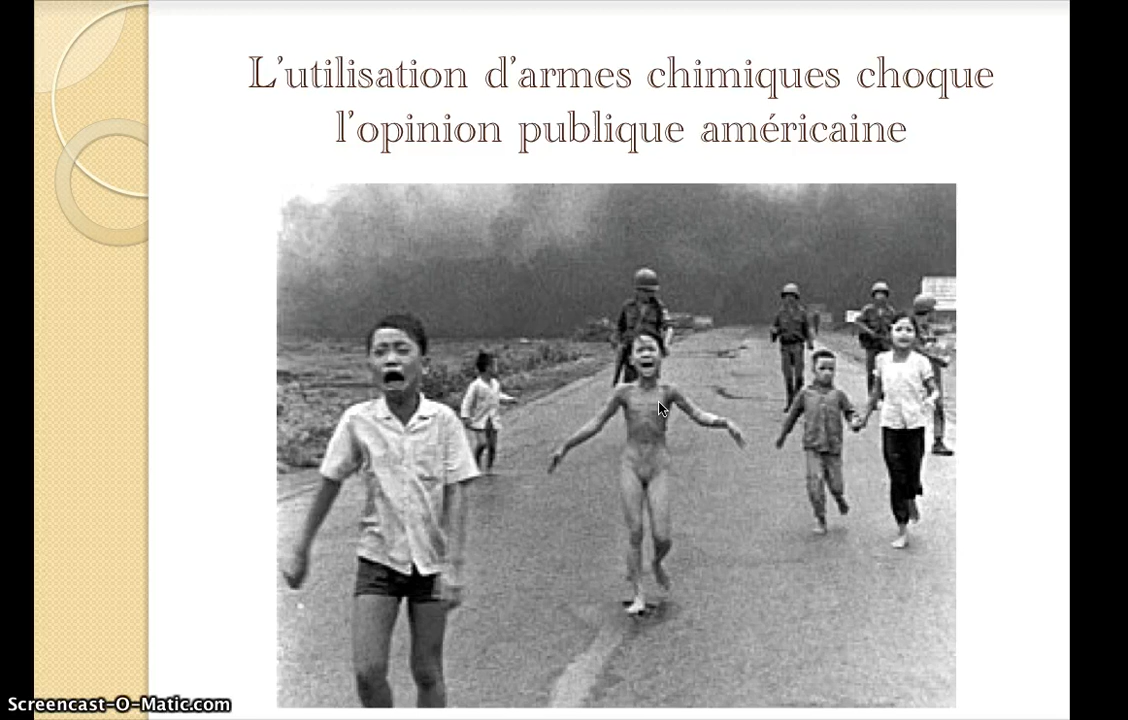 L'utilisation d'armes chimiques choque
l'opinion publique américaine
Screencast-O-Matic.com